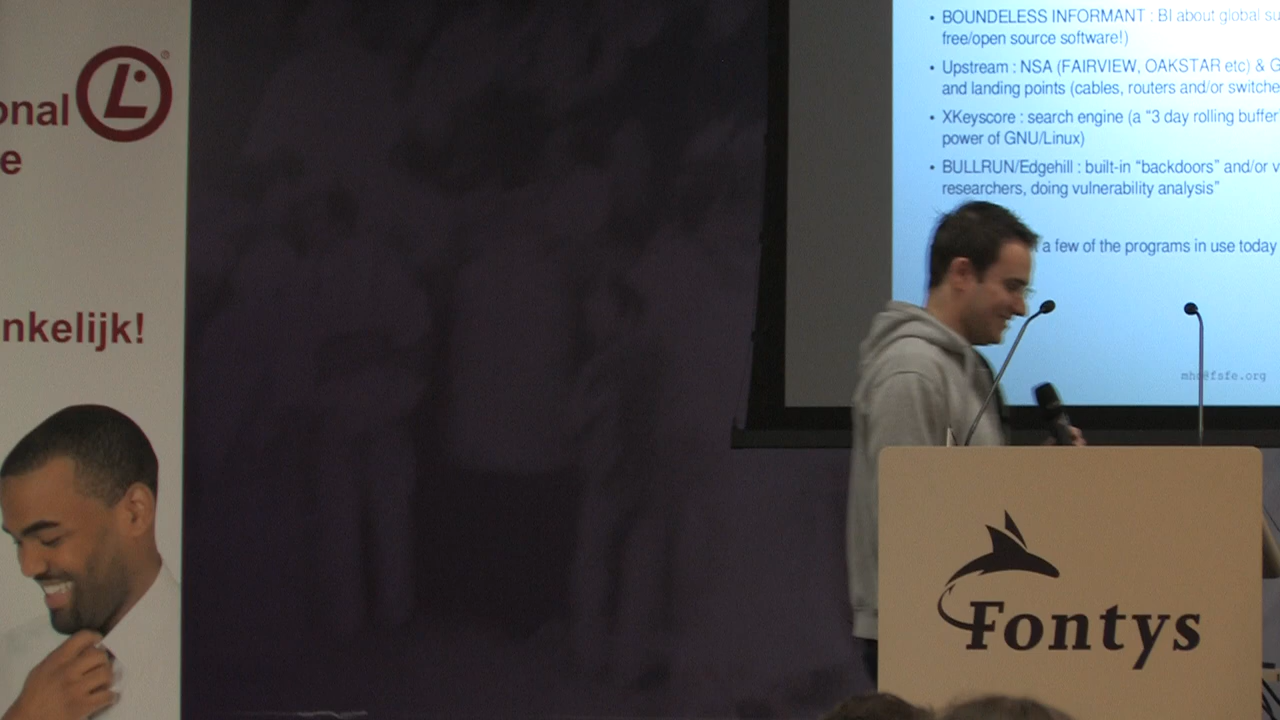 onal
L
®
e
nkelijk!
• BOUNDELESS INFORMANT : BI about global su
free/open source software!)
• Upstream : NSA (FAIRVIEW, OAKSTAR etc) & G
and landing points (cables, routers and/or switche
• XKeyscore : search engine (a “3 day rolling buffer”
power of GNU/Linux)
• BULLRUN/Edgehill : built-in “backdoors” and/or v
researchers, doing vulnerability analysis”
a few of the programs in use today
@fsfe.org
Fontys